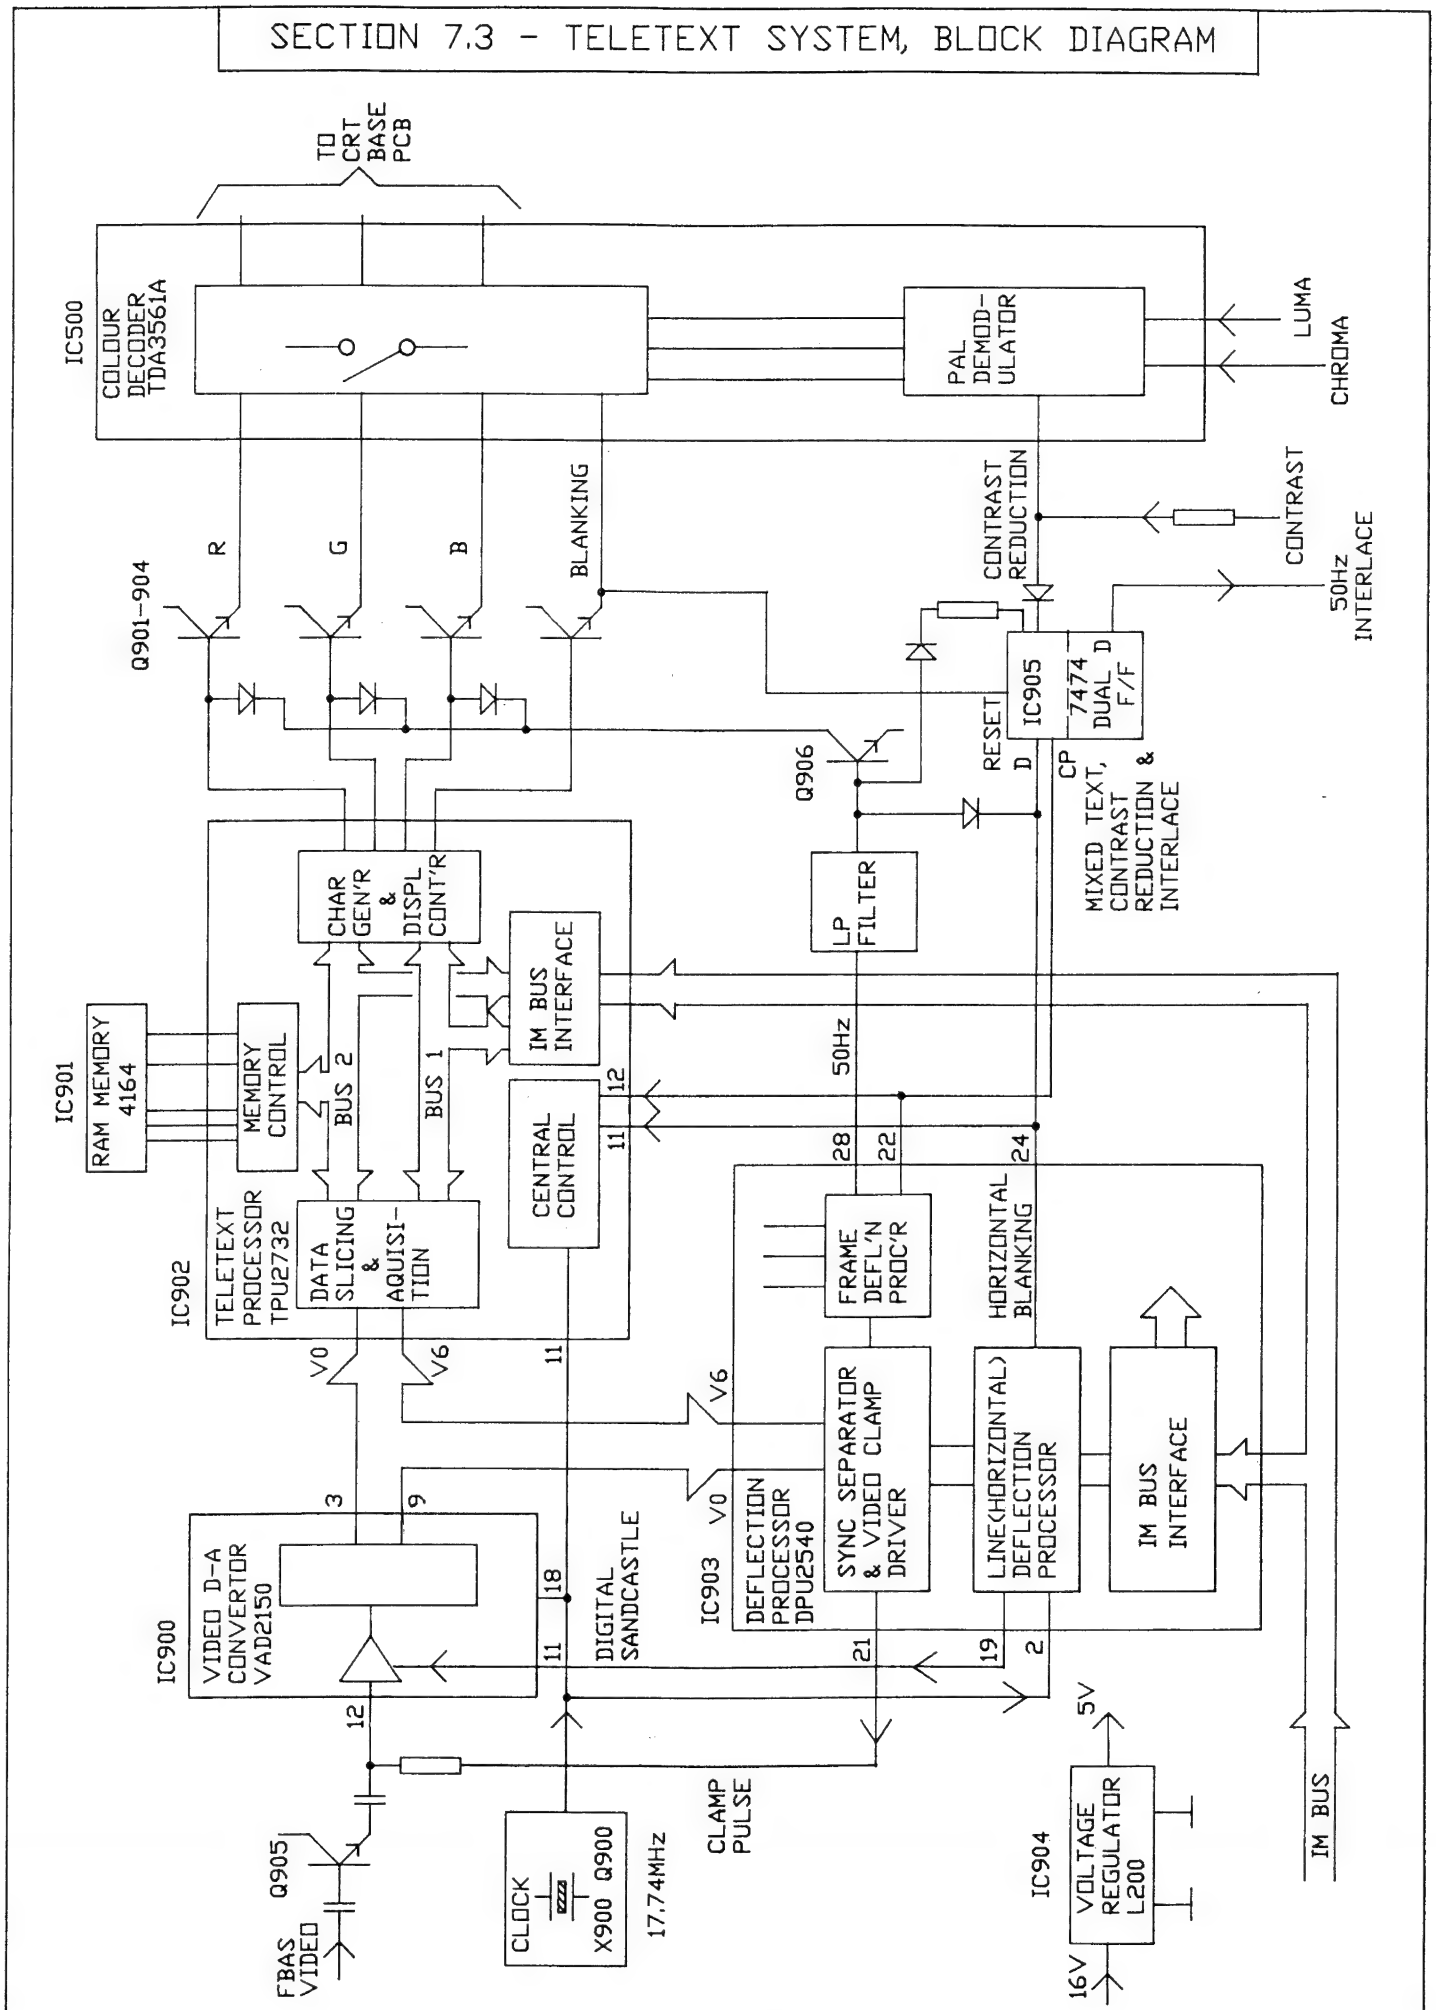 SECTION 7.3 - TELETEXT SYSTEM, BLOCK DIAGRAM
FBAS
VIDEO
Q905
12
IC900
VIDEO D-A
CONVERTOR
VAD2150
3
9
18
11
CLOCK
X900 Q900
17.74MHz
DIGITAL
SANDCASTLE
CLAMP
PULSE
V0
V6
11
IC902
TELETEXT
PROCESSOR
TPU2732
DATA
SLICING
&
AQUISI-
TION
IC901
RAM MEMORY
4164
MEMORY
CONTROL
BUS 2
BUS 1
CHAR
GEN'R
&
DISPL
CONT'R
IM BUS
INTERFACE
CENTRAL
CONTROL
11
12
Q901-904
R
G
B
BLANKING
IC500
COLOUR
DECODER
TDA3561A
TO
CRT
BASE
PCB
PAL
DEMOD-
ULATOR
LUMA
CHROMA
CONTRAST
REDUCTION
CONTRAST
50Hz
INTERLACE
IC905
7474
DUAL D
F/F
RESET
D
CP
MIXED TEXT,
CONTRAST
REDUCTION &
INTERLACE
Q906
LP
FILTER
50Hz
28
22
24
V0
V6
IC903
DEFLECTION
PROCESSOR
DPU2540
SYNC SEPARATOR
& VIDEO CLAMP
DRIVER
FRAME
DEFL'N
PROC'R
HORIZONTAL
BLANKING
LINE(HORIZONTAL)
DEFLECTION
PROCESSOR
IM BUS
INTERFACE
21
19
2
IC904
VOLTAGE
REGULATOR
L200
16V
5V
IM BUS